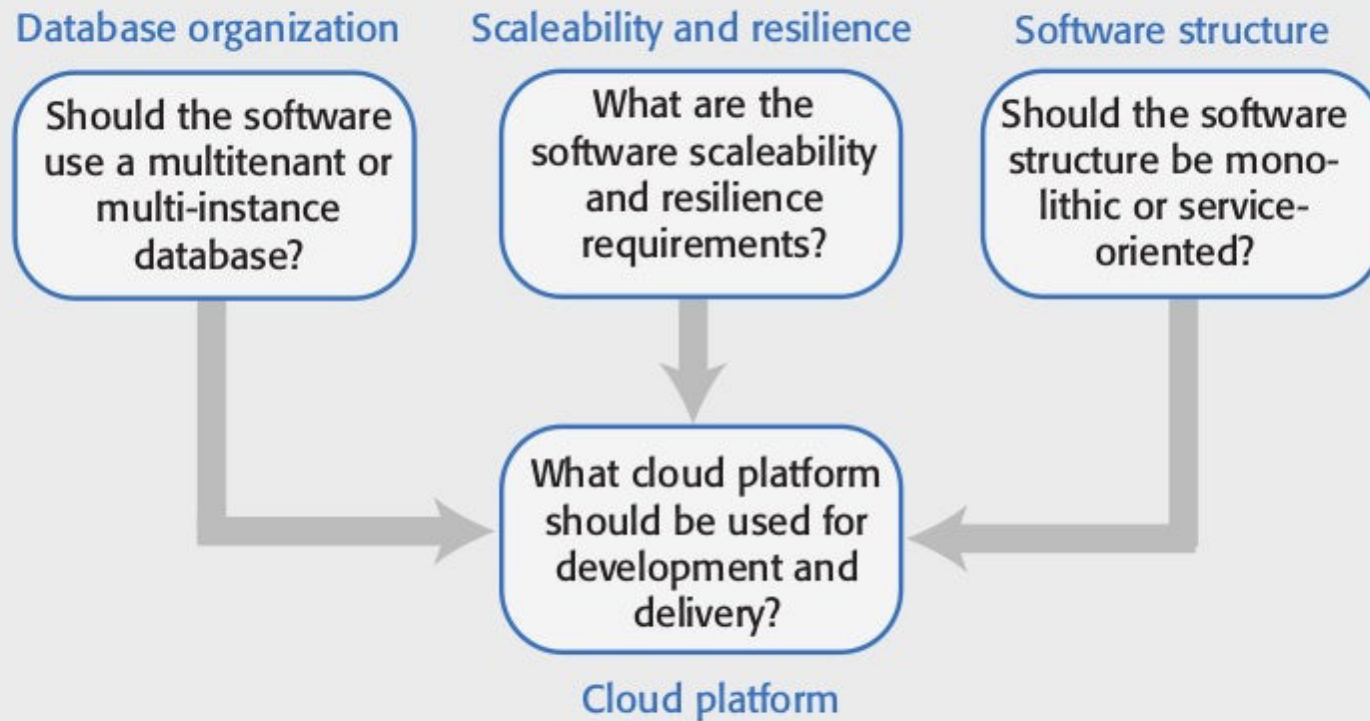 Database organization
Scaleability and resilience
Software structure
Should the software
use a multitenant or
multi-instance
database?
What are the
software scaleability
and resilience
requirements?
Should the software
structure be mono-
lithic or service-
oriented?
What cloud platform
should be used for
development and
delivery?
Cloud platform